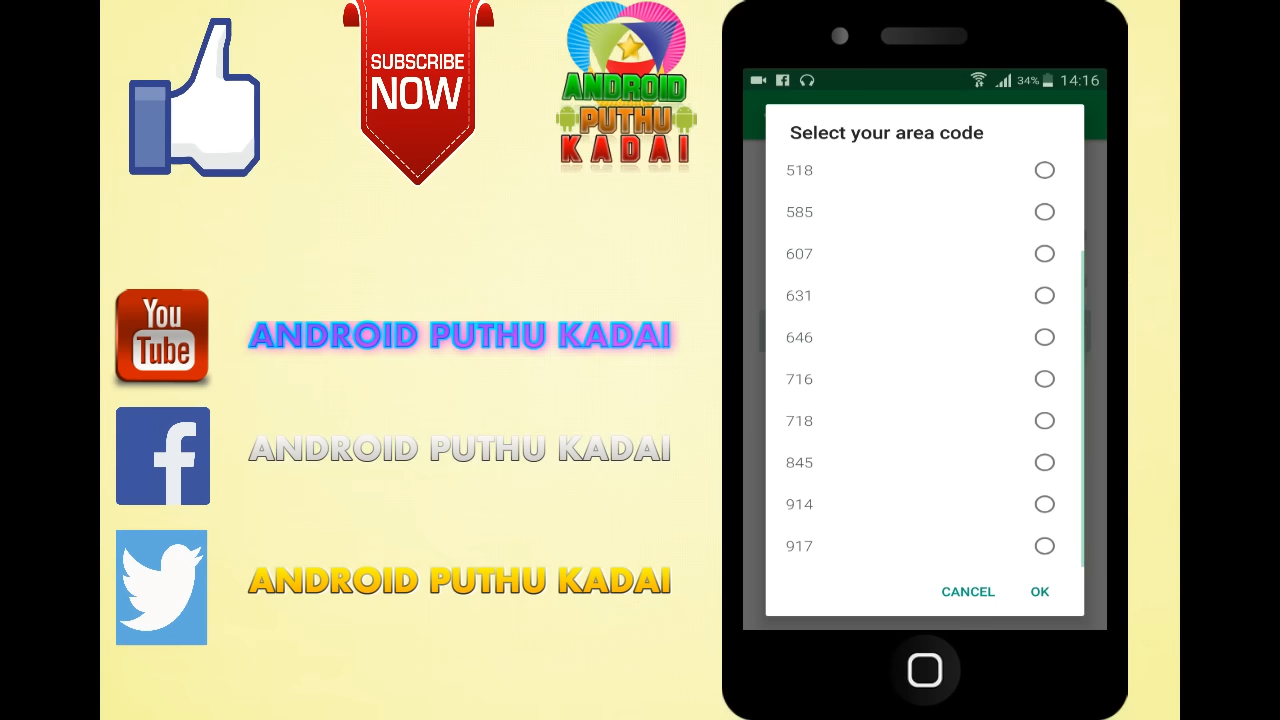 SUBSCRIBE
NOW
ANDROID
PUTHU
KADAI
You
Tube
ANDROID PUTHU KADAI
f
ANDROID PUTHU KADAI
ANDROID PUTHU KADAI
34% 14:16
Select your area code
518
585
607
631
646
716
718
845
914
917
CANCEL OK